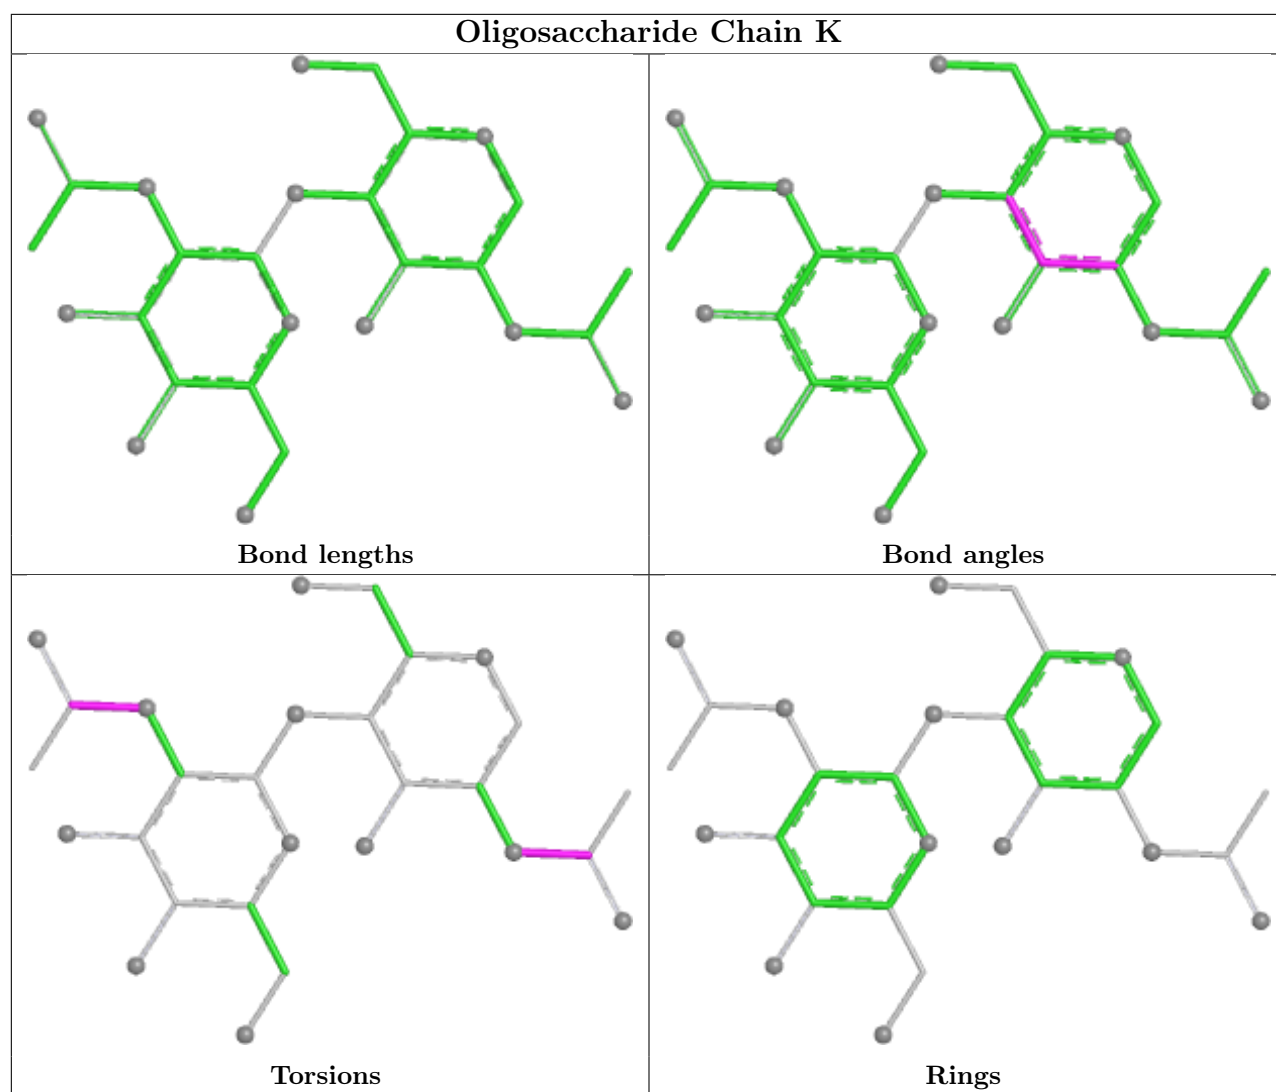 Oligosaccharide Chain K
Bond lengths
Bond angles
Torsions
Rings